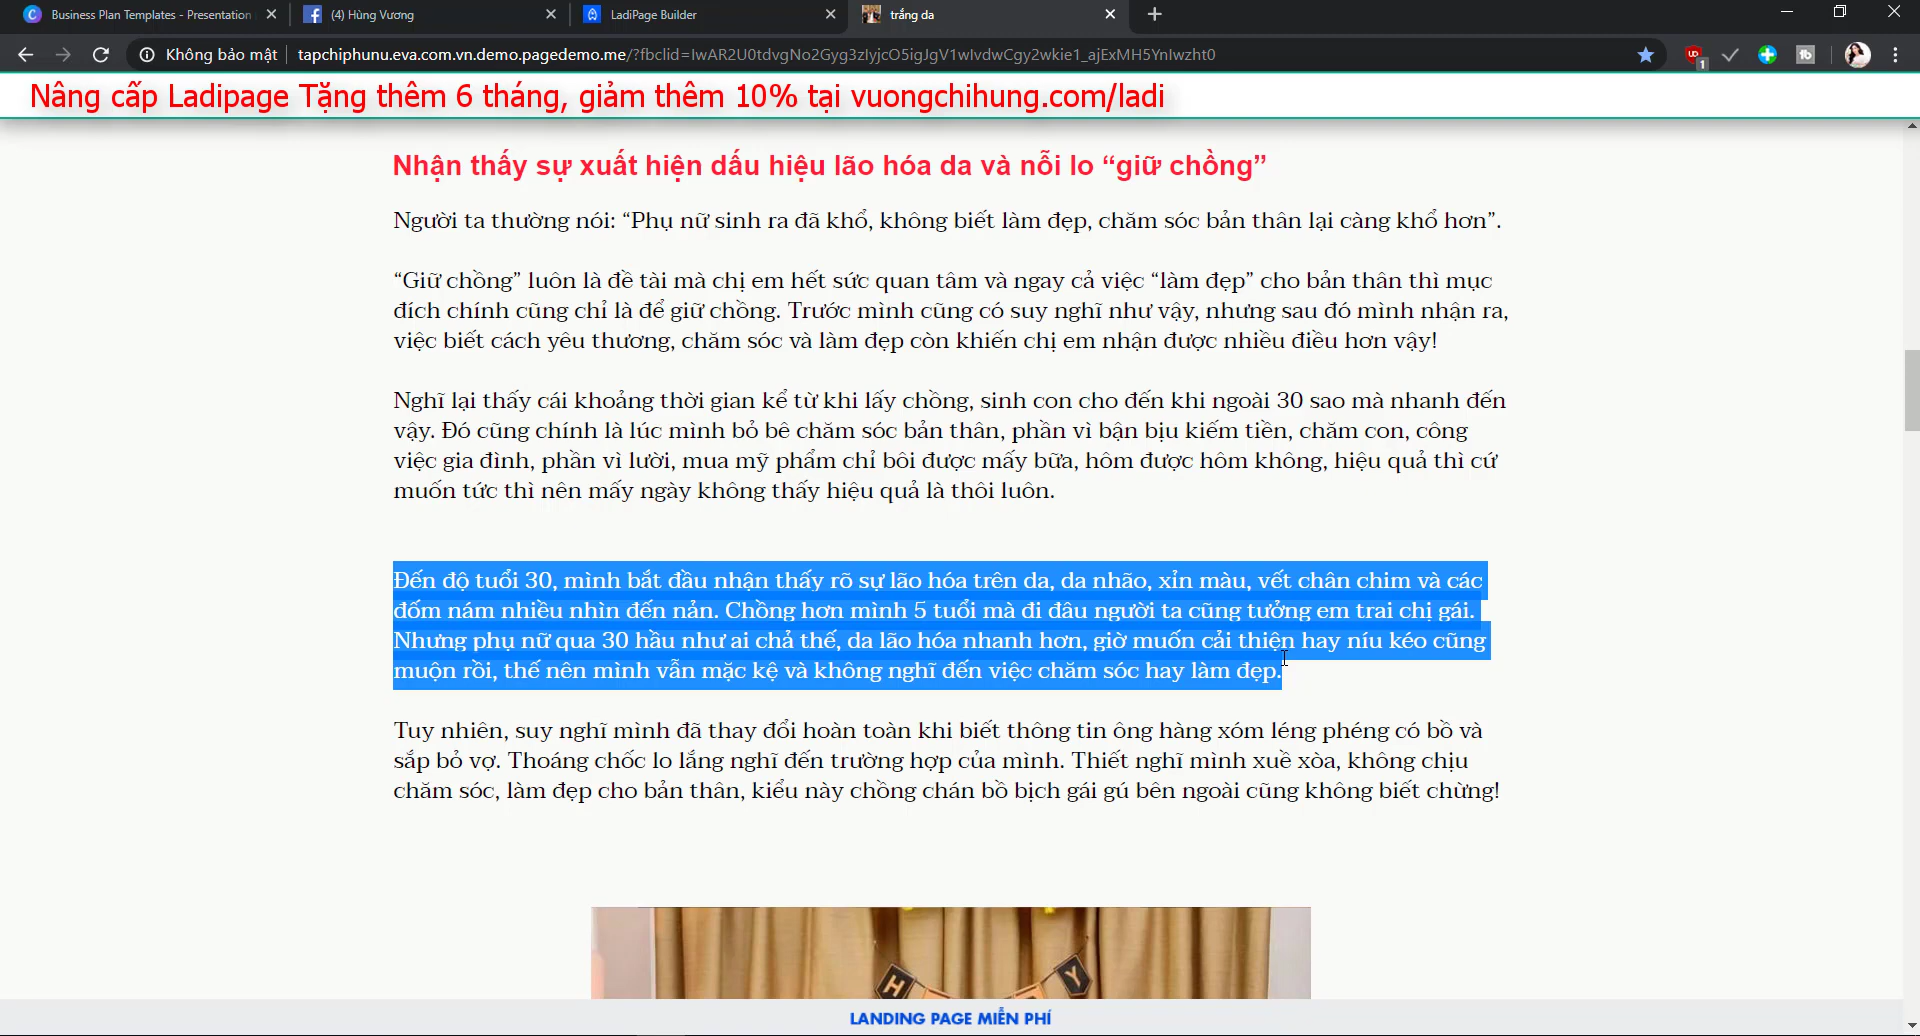 Business Plan Templates - Presentation
(4) Hùng Vương
LadiPage Builder
trắng da
Không bảo mật
tapchiphunu.eva.com.vn.demo.pagedemo.me/?fbclid=IwAR2U0tdvgNo2Gyg3zIyjcO5igJgV1wIvdwCgy2wkie1_ajExMH5YnIwzht0
1
Nâng cấp Ladipage Tặng thêm 6 tháng, giảm thêm 10% tại vuongchihung.com/ladi
Nhận thấy sự xuất hiện dấu hiệu lão hóa da và nỗi lo “giữ chồng”
Người ta thường nói: “Phụ nữ sinh ra đã khổ, không biết làm đẹp, chăm sóc bản thân lại càng khổ hơn”.
“Giữ chồng” luôn là đề tài mà chị em hết sức quan tâm và ngay cả việc “làm đẹp” cho bản thân thì mục
đích chính cũng chỉ là để giữ chồng. Trước mình cũng có suy nghĩ như vậy, nhưng sau đó mình nhận ra,
việc biết cách yêu thương, chăm sóc và làm đẹp còn khiến chị em nhận được nhiều điều hơn vậy!
Nghĩ lại thấy cái khoảng thời gian kể từ khi lấy chồng, sinh con cho đến khi ngoài 30 sao mà nhanh đến
vậy. Đó cũng chính là lúc mình bỏ bê chăm sóc bản thân, phần vì bận bịu kiếm tiền, chăm con, công
việc gia đình, phần vì lười, mua mỹ phẩm chỉ bôi được mấy bữa, hôm được hôm không, hiệu quả thì cứ
muốn tức thì nên mấy ngày không thấy hiệu quả là thôi luôn.
Đến độ tuổi 30, mình bắt đầu nhận thấy rõ sự lão hóa trên da, da nhão, xỉn màu, vết chân chim và các
đốm nám nhiều nhìn đến nản. Chồng hơn mình 5 tuổi mà đi đâu người ta cũng tưởng em trai chị gái.
Nhưng phụ nữ qua 30 hầu như ai chả thế, da lão hóa nhanh hơn, giờ muốn cải thiện hay níu kéo cũng
muộn rồi, thế nên mình vẫn mặc kệ và không nghĩ đến việc chăm sóc hay làm đẹp.
Tuy nhiên, suy nghĩ mình đã thay đổi hoàn toàn khi biết thông tin ông hàng xóm léng phéng có bồ và
sắp bỏ vợ. Thoáng chốc lo lắng nghĩ đến trường hợp của mình. Thiết nghĩ mình xuề xòa, không chịu
chăm sóc, làm đẹp cho bản thân, kiểu này chồng chán bồ bịch gái gú bên ngoài cũng không biết chừng!
H Y
LANDING PAGE MIỄN PHÍ